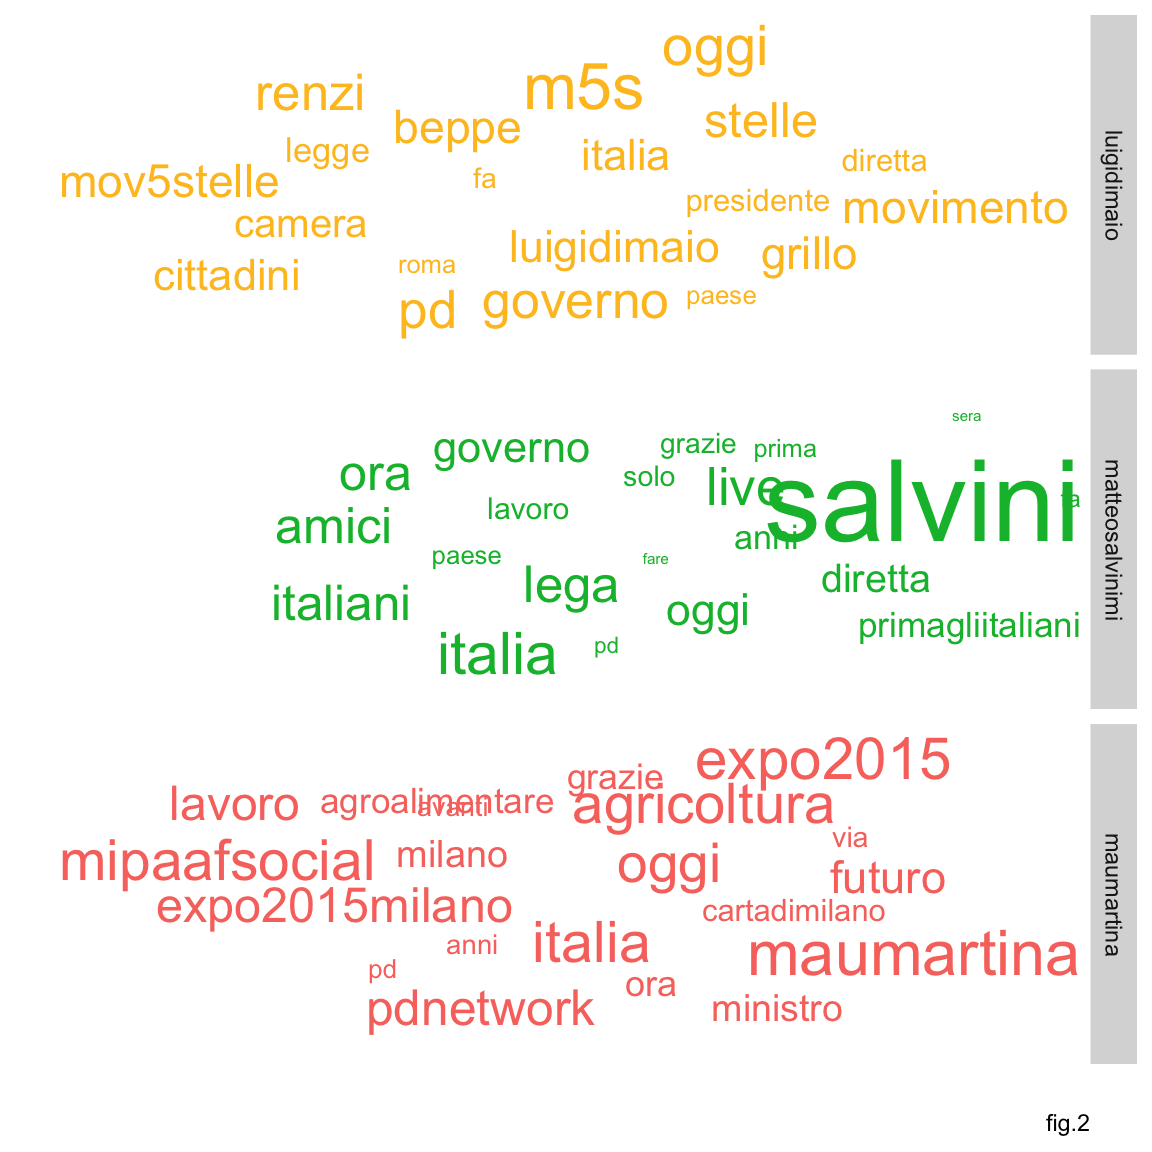 oggi
renzi
m5s
beppe
stelle
legge
italia
diretta
mov5stelle
fa
presidente
movimento
camera
luigidimaio
grillo
cittadini
roma
pd
governo
paese
luigidimaio
sera
governo
grazie
prima
ora
solo
live
salvini
fa
lavoro
amici
anni
paese
fare
lega
diretta
italiani
oggi
primagliitaliani
italia
pd
matteosalvinimi
expo2015
grazie
lavoro
agroalimentare
avanti
agricoltura
via
mipaafsocial
milano
oggi
futuro
expo2015milano
cartadimilano
anni
italia
maumartina
pd
ora
pdnetwork
ministro
maumartina
fig.2